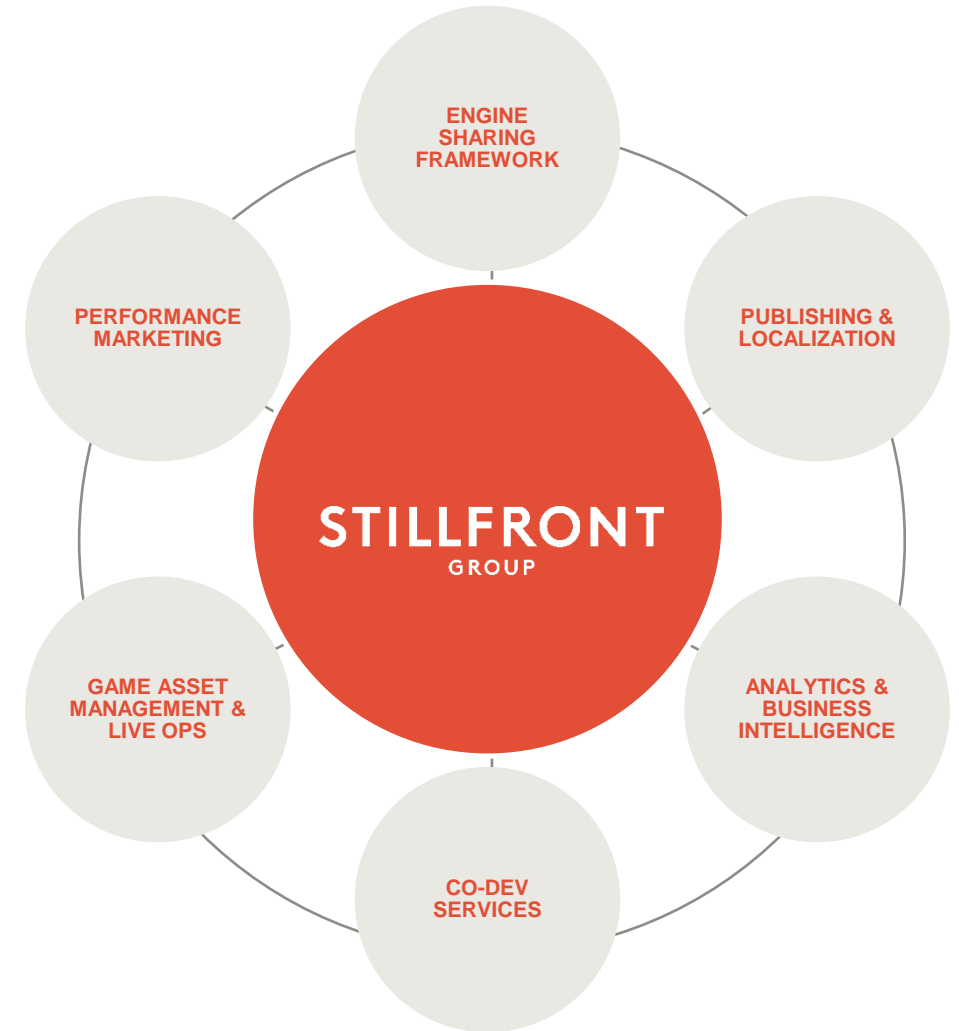 ENGINE
SHARING
FRAMEWORK
PERFORMANCE
MARKETING
PUBLISHING &
LOCALIZATION
STILLFRONT
GROUP
GAME ASSET
MANAGEMENT &
LIVE OPS
ANALYTICS &
BUSINESS
INTELLIGENCE
CO-DEV
SERVICES